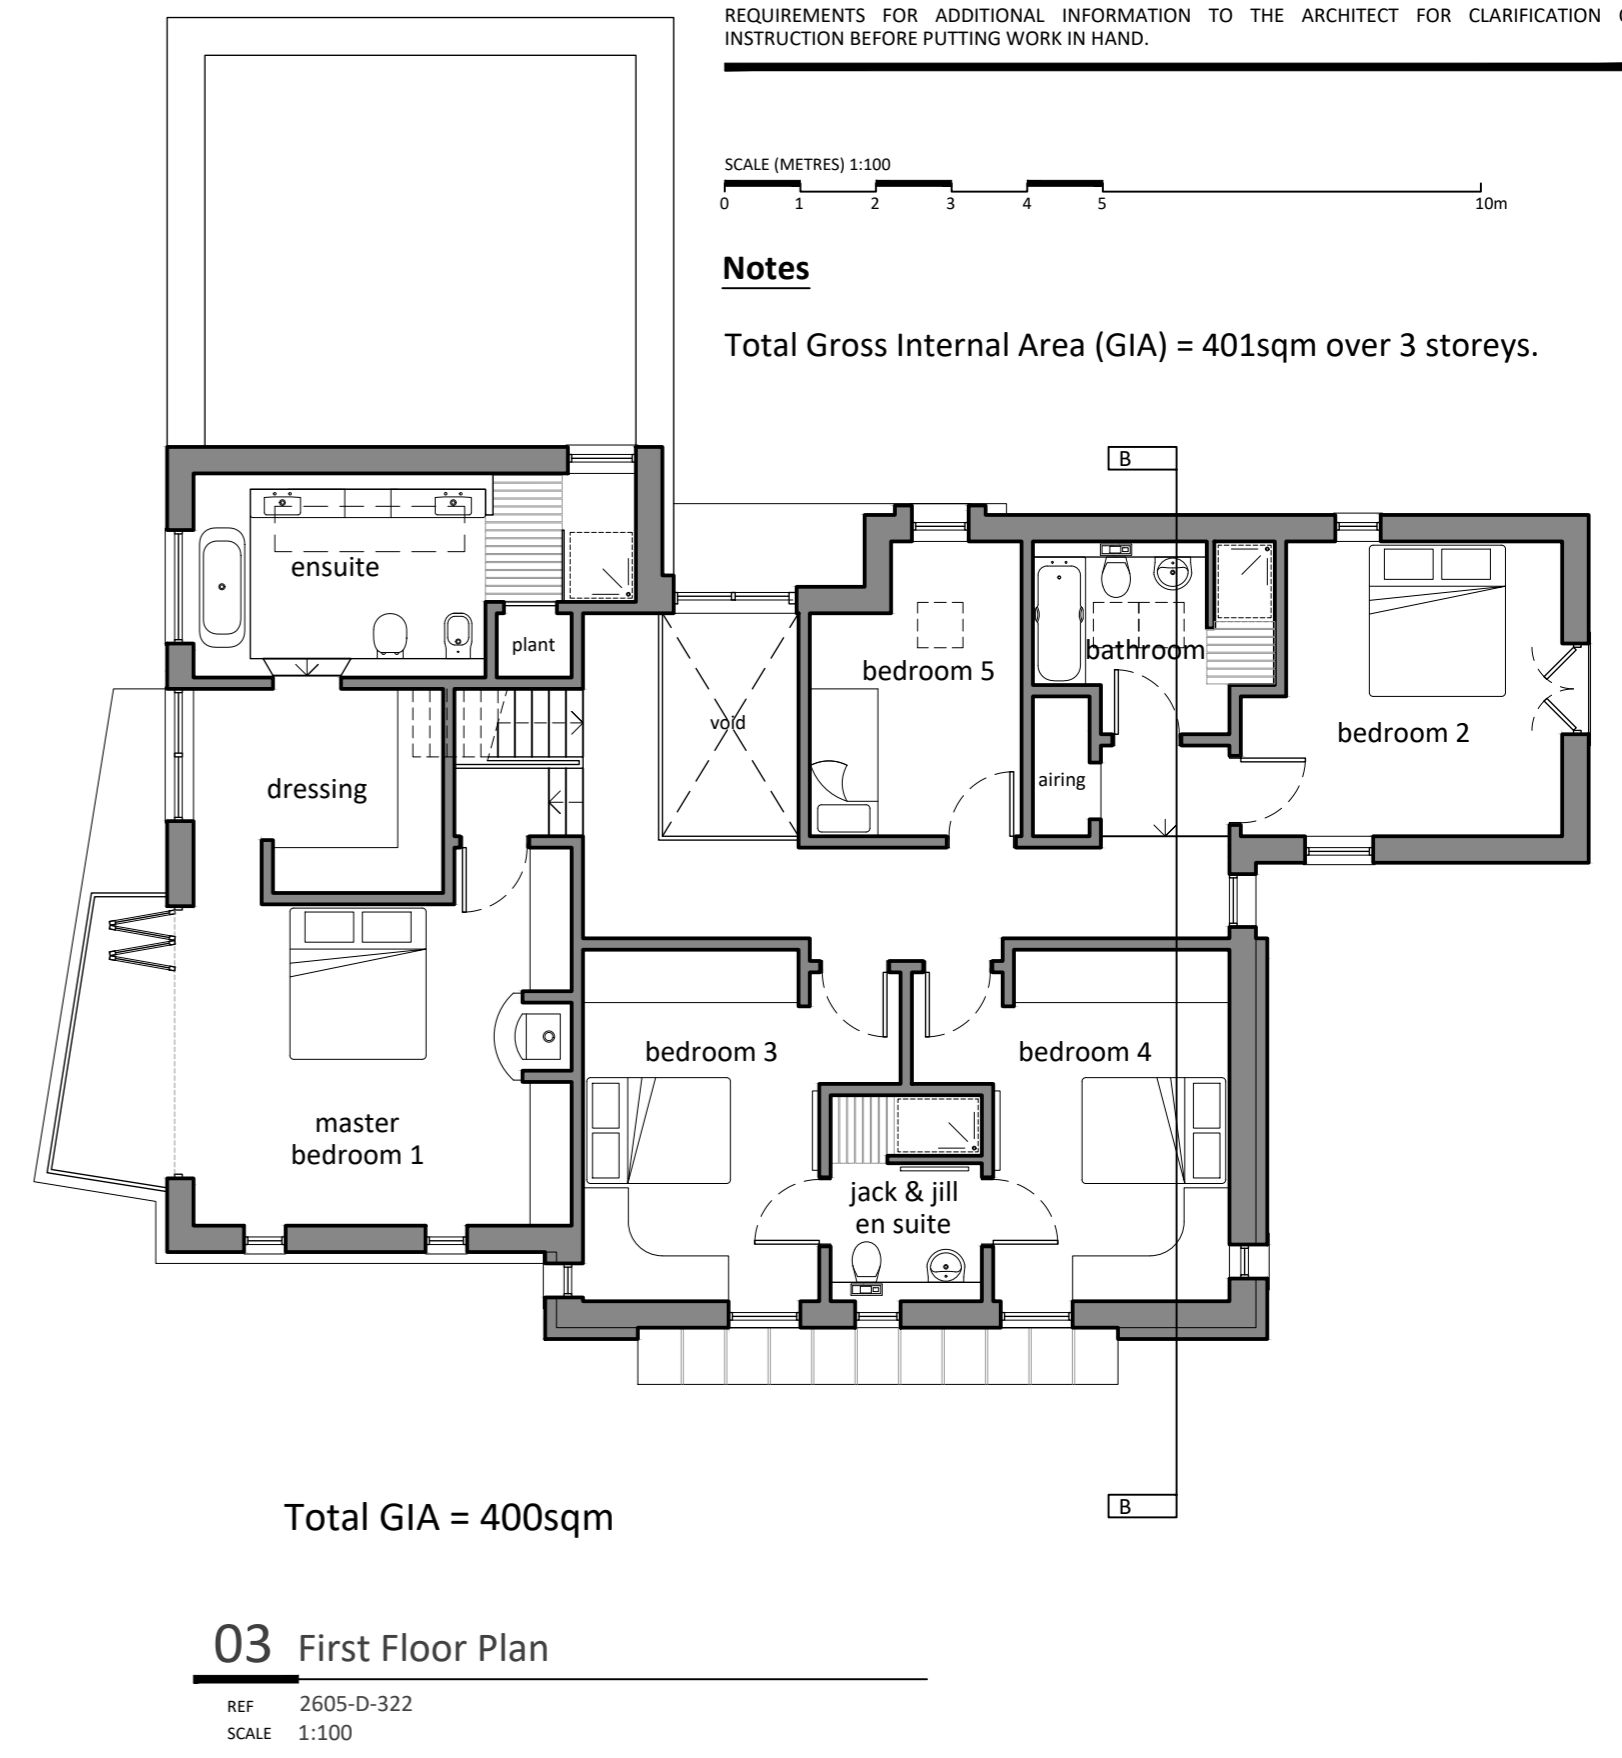 REQUIREMENTS FOR ADDITIONAL INFORMATION TO THE ARCHITECT FOR CLARIFICATION
INSTRUCTION BEFORE PUTTING WORK IN HAND.
SCALE (METRES) 1:100
0 1 2 3 4 5 10m
Notes
Total Gross Internal Area (GIA) = 401sqm over 3 storeys.
B
ensuite
plant
bedroom 5
bathroom
void
bedroom 2
dressing
airing
bedroom 3
bedroom 4
master
bedroom 1
jack & jill
en suite
B
Total GIA = 400sqm
03 First Floor Plan
REF 2605-D-322
SCALE 1:100